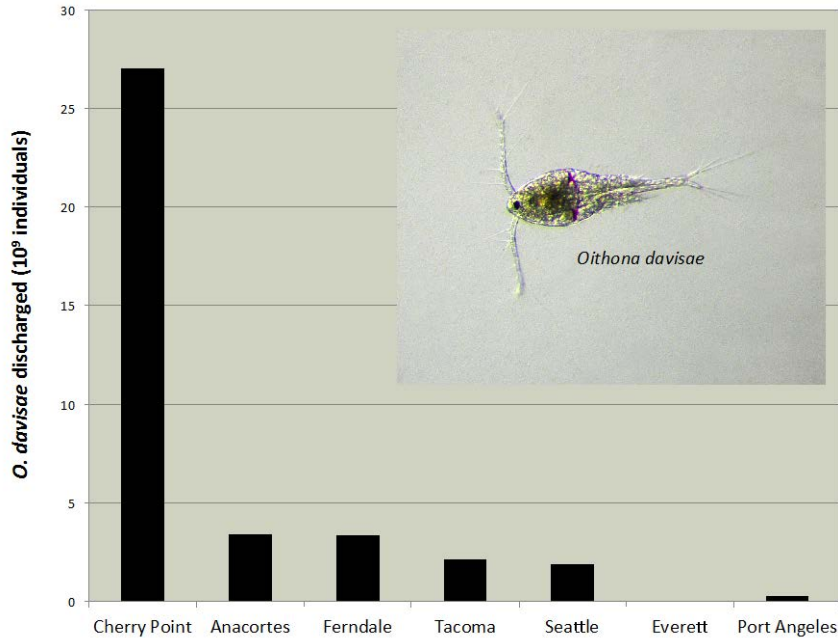 O. davisae discharged (10⁹ individuals)
30
25
20
15
10
5
0
Oithona davisae
Cherry Point Anacortes Ferndale Tacoma Seattle Everett Port Angeles